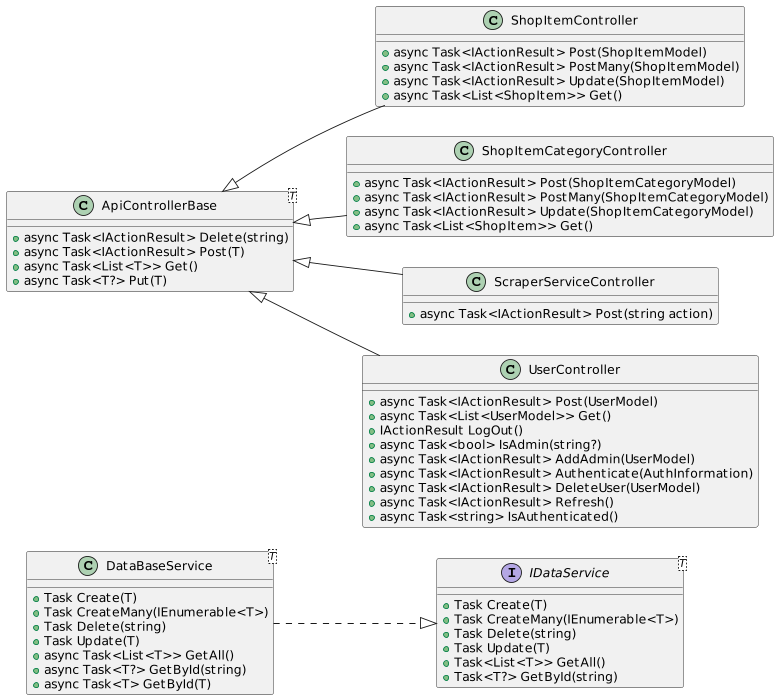 C ShopItemController
async Task<IActionResult> Post(ShopItemModel)
async Task<IActionResult> PostMany(ShopItemModel)
async Task<IActionResult> Update(ShopItemModel)
async Task<List<ShopItem>> Get()
C ShopItemCategoryController
async Task<IActionResult> Post(ShopItemCategoryModel)
async Task<IActionResult> PostMany(ShopItemCategoryModel)
async Task<IActionResult> Update(ShopItemCategoryModel)
async Task<List<ShopItem>> Get()
C ApiControllerBase T
async Task<IActionResult> Delete(string)
async Task<IActionResult> Post(T)
async Task<List<T>> Get()
async Task<T?> Put(T)
C ScraperServiceController
async Task<IActionResult> Post(string action)
C UserController
async Task<IActionResult> Post(UserModel)
async Task<List<UserModel>> Get()
IActionResult LogOut()
async Task<bool> IsAdmin(string?)
async Task<IActionResult> AddAdmin(UserModel)
async Task<IActionResult> Authenticate(AuthInformation)
async Task<IActionResult> DeleteUser(UserModel)
async Task<IActionResult> Refresh()
async Task<string> IsAuthenticated()
C DataBaseService T
Task Create(T)
Task CreateMany(IEnumerable<T>)
Task Delete(string)
Task Update(T)
async Task<List<T>> GetAll()
async Task<T?> GetById(string)
async Task<T> GetById(T)
I IDataService T
Task Create(T)
Task CreateMany(IEnumerable<T>)
Task Delete(string)
Task Update(T)
Task<List<T>> GetAll()
Task<T?> GetById(string)